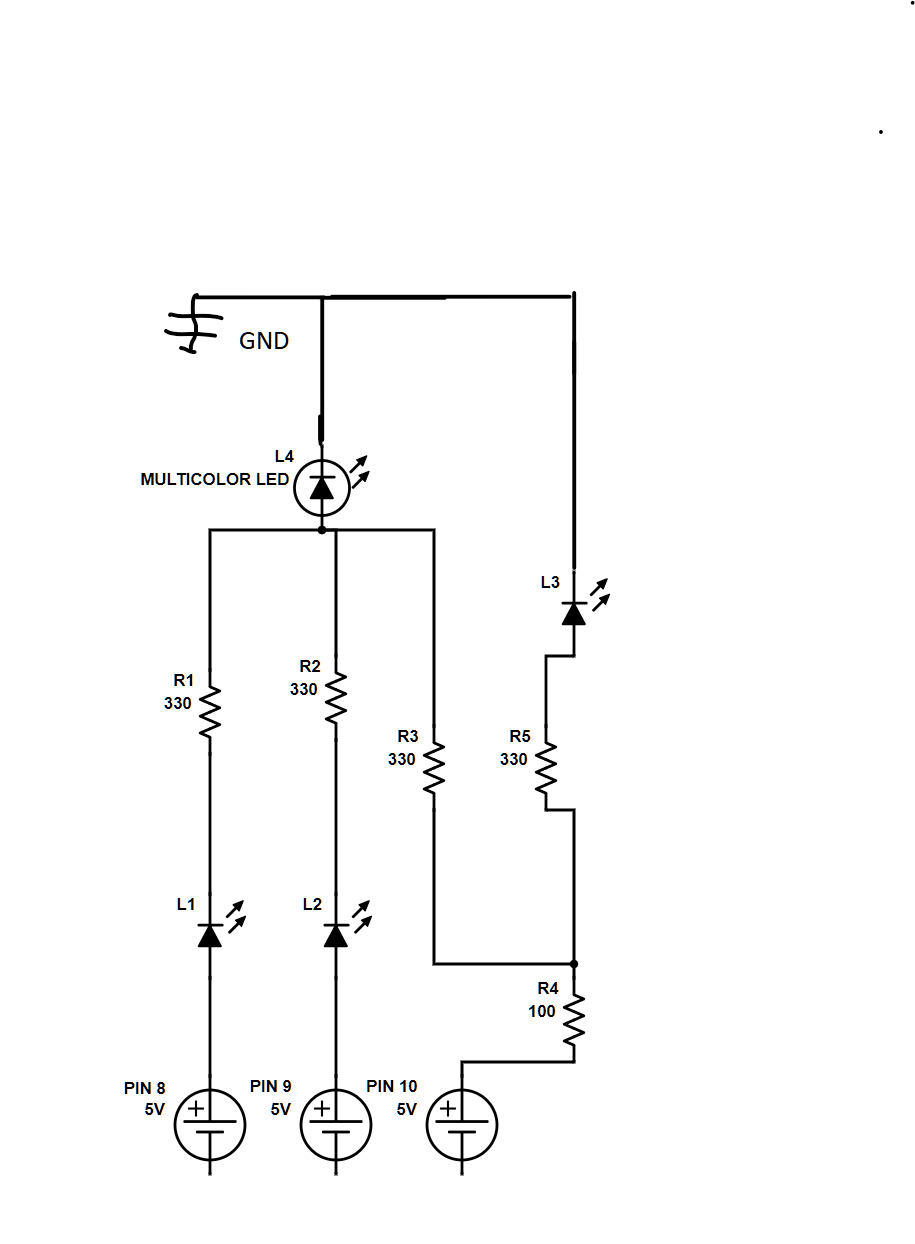 GND
L4
MULTICOLOR LED
L3
R1
330
R2
330
R3
330
R5
330
L1
L2
R4
100
PIN 8
5V
PIN 9
5V
PIN 10
5V